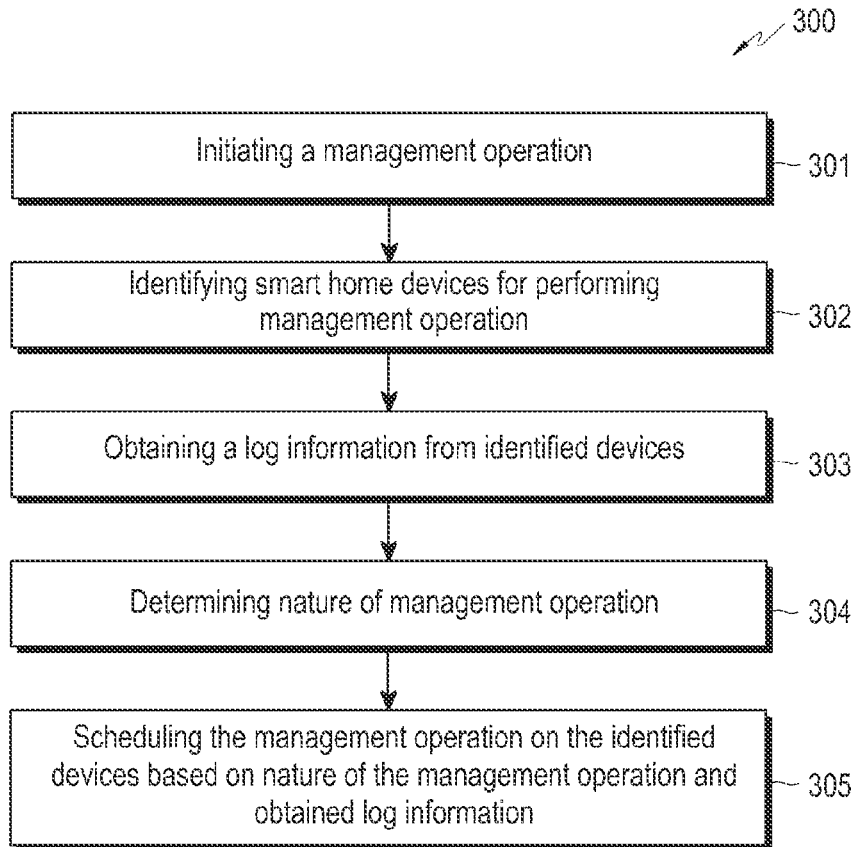 300
Initiating a management operation
301
Identifying smart home devices for performing
management operation
302
Obtaining a log information from identified devices
303
Determining nature of management operation
304
Scheduling the management operation on the identified
devices based on nature of the management operation and
obtained log information
305